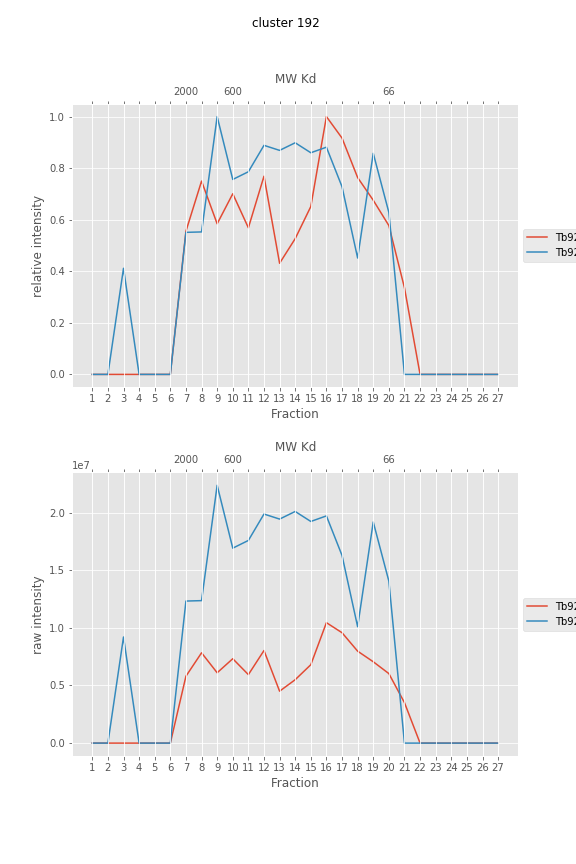 cluster 192
MW Kd
2000 600 66
1.0
0.8
0.6
0.4
0.2
0.0
relative intensity
Tb92
Tb92
1 2 3 4 5 6 7 8 9 10 11 12 13 14 15 16 17 18 19 20 21 22 23 24 25 26 27
Fraction
MW Kd
2000 600 66
1e7
2.0
1.5
1.0
0.5
0.0
raw intensity
Tb92
Tb92
1 2 3 4 5 6 7 8 9 10 11 12 13 14 15 16 17 18 19 20 21 22 23 24 25 26 27
Fraction